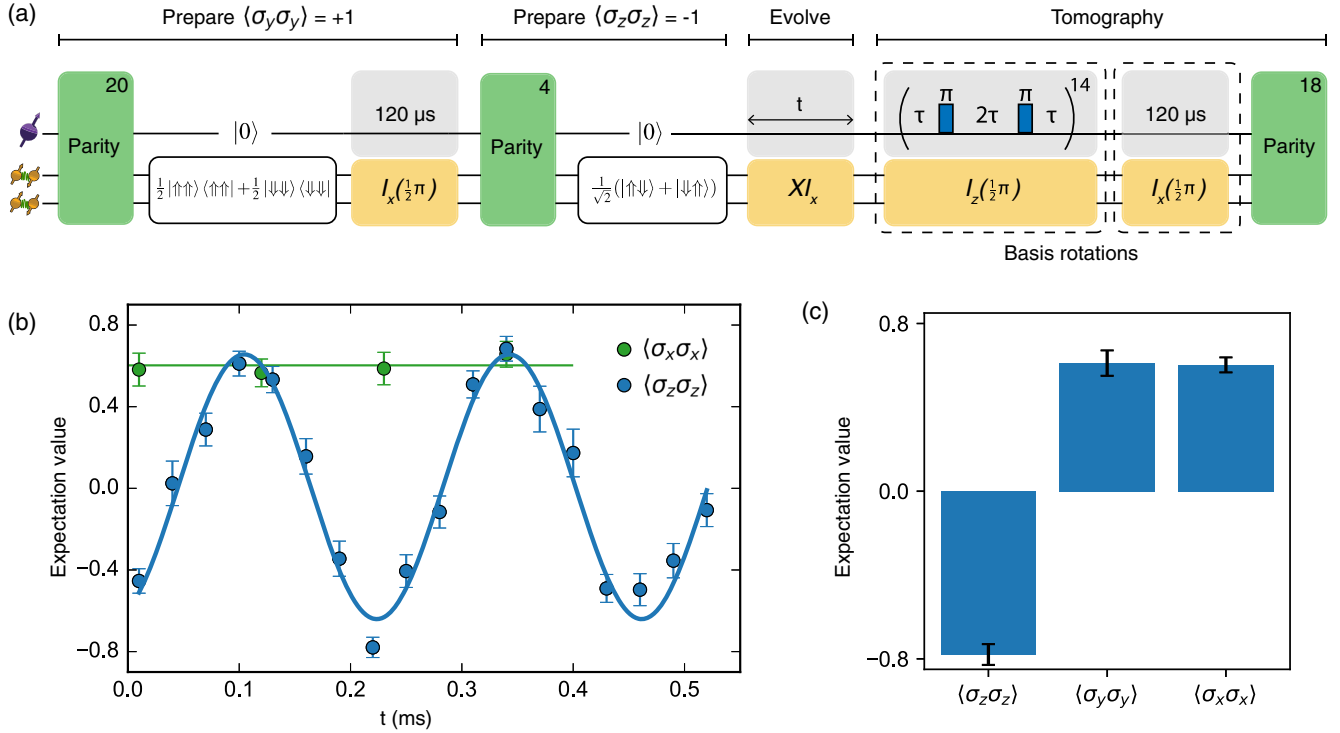 (a)
Prepare ⟨σyσy⟩ = +1
Prepare ⟨σzσz⟩ = -1
Evolve
Tomography
20
Parity
|0⟩
½ |⇑⇑⟩ ⟨⇑⇑| + ½ |⇓⇓⟩ ⟨⇓⇓|
120 µs
Ix(½π)
4
Parity
|0⟩
1/√2 (|⇑⇓⟩ + |⇓⇑⟩)
t
XIx
(τ π 2τ π τ)14
Iz(½π)
120 µs
Ix(½π)
18
Parity
Basis rotations
(b)
Expectation value
0.8
0.4
0.0
−0.4
−0.8
0.0 0.1 0.2 0.3 0.4 0.5
t (ms)
⟨σxσx⟩
⟨σzσz⟩
(c)
Expectation value
0.8
0.0
−0.8
⟨σzσz⟩ ⟨σyσy⟩ ⟨σxσx⟩